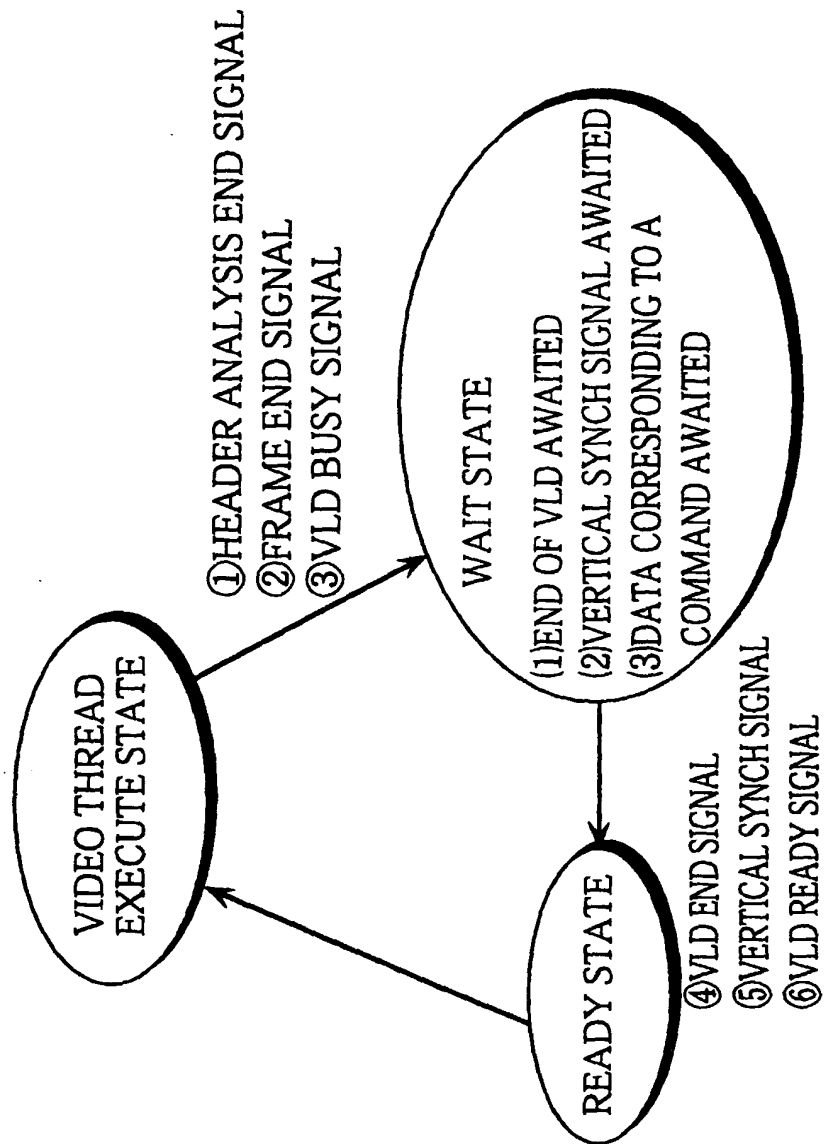 VIDEO THREAD
EXECUTE STATE
①HEADER ANALYSIS END SIGNAL
②FRAME END SIGNAL
③VLD BUSY SIGNAL
WAIT STATE
(1)END OF VLD AWAITED
(2)VERTICAL SYNCH SIGNAL AWAITED
(3)DATA CORRESPONDING TO A
COMMAND AWAITED
READY STATE
④VLD END SIGNAL
⑤VERTICAL SYNCH SIGNAL
⑥VLD READY SIGNAL